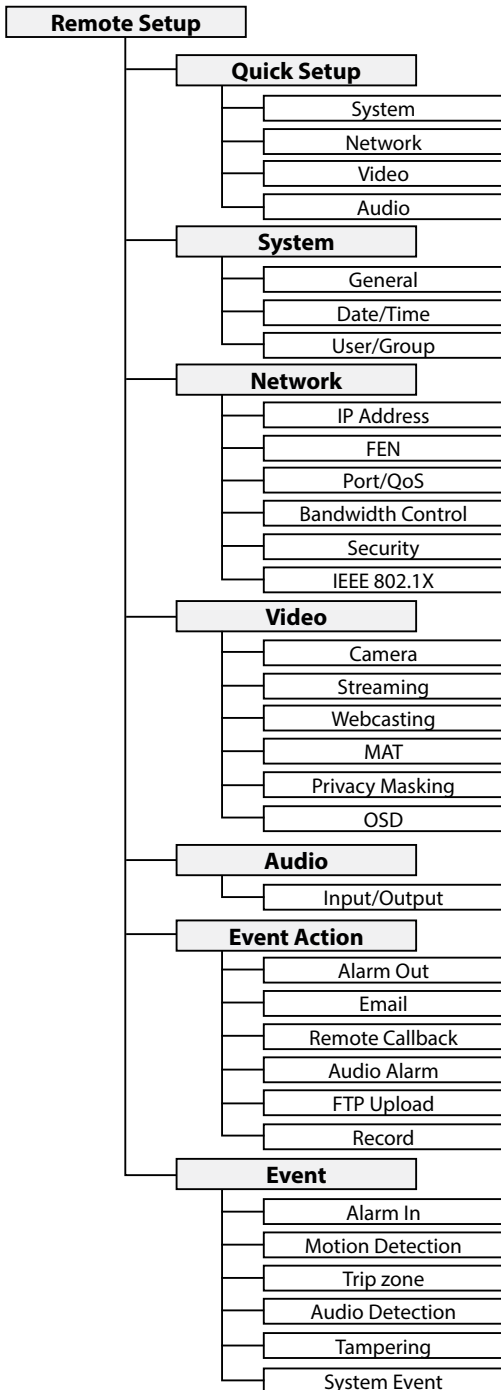 Remote Setup
Quick Setup
System
Network
Video
Audio
System
General
Date/Time
User/Group
Network
IP Address
FEN
Port/QoS
Bandwidth Control
Security
IEEE 802.1X
Video
Camera
Streaming
Webcasting
MAT
Privacy Masking
OSD
Audio
Input/Output
Event Action
Alarm Out
Email
Remote Callback
Audio Alarm
FTP Upload
Record
Event
Alarm In
Motion Detection
Trip zone
Audio Detection
Tampering
System Event